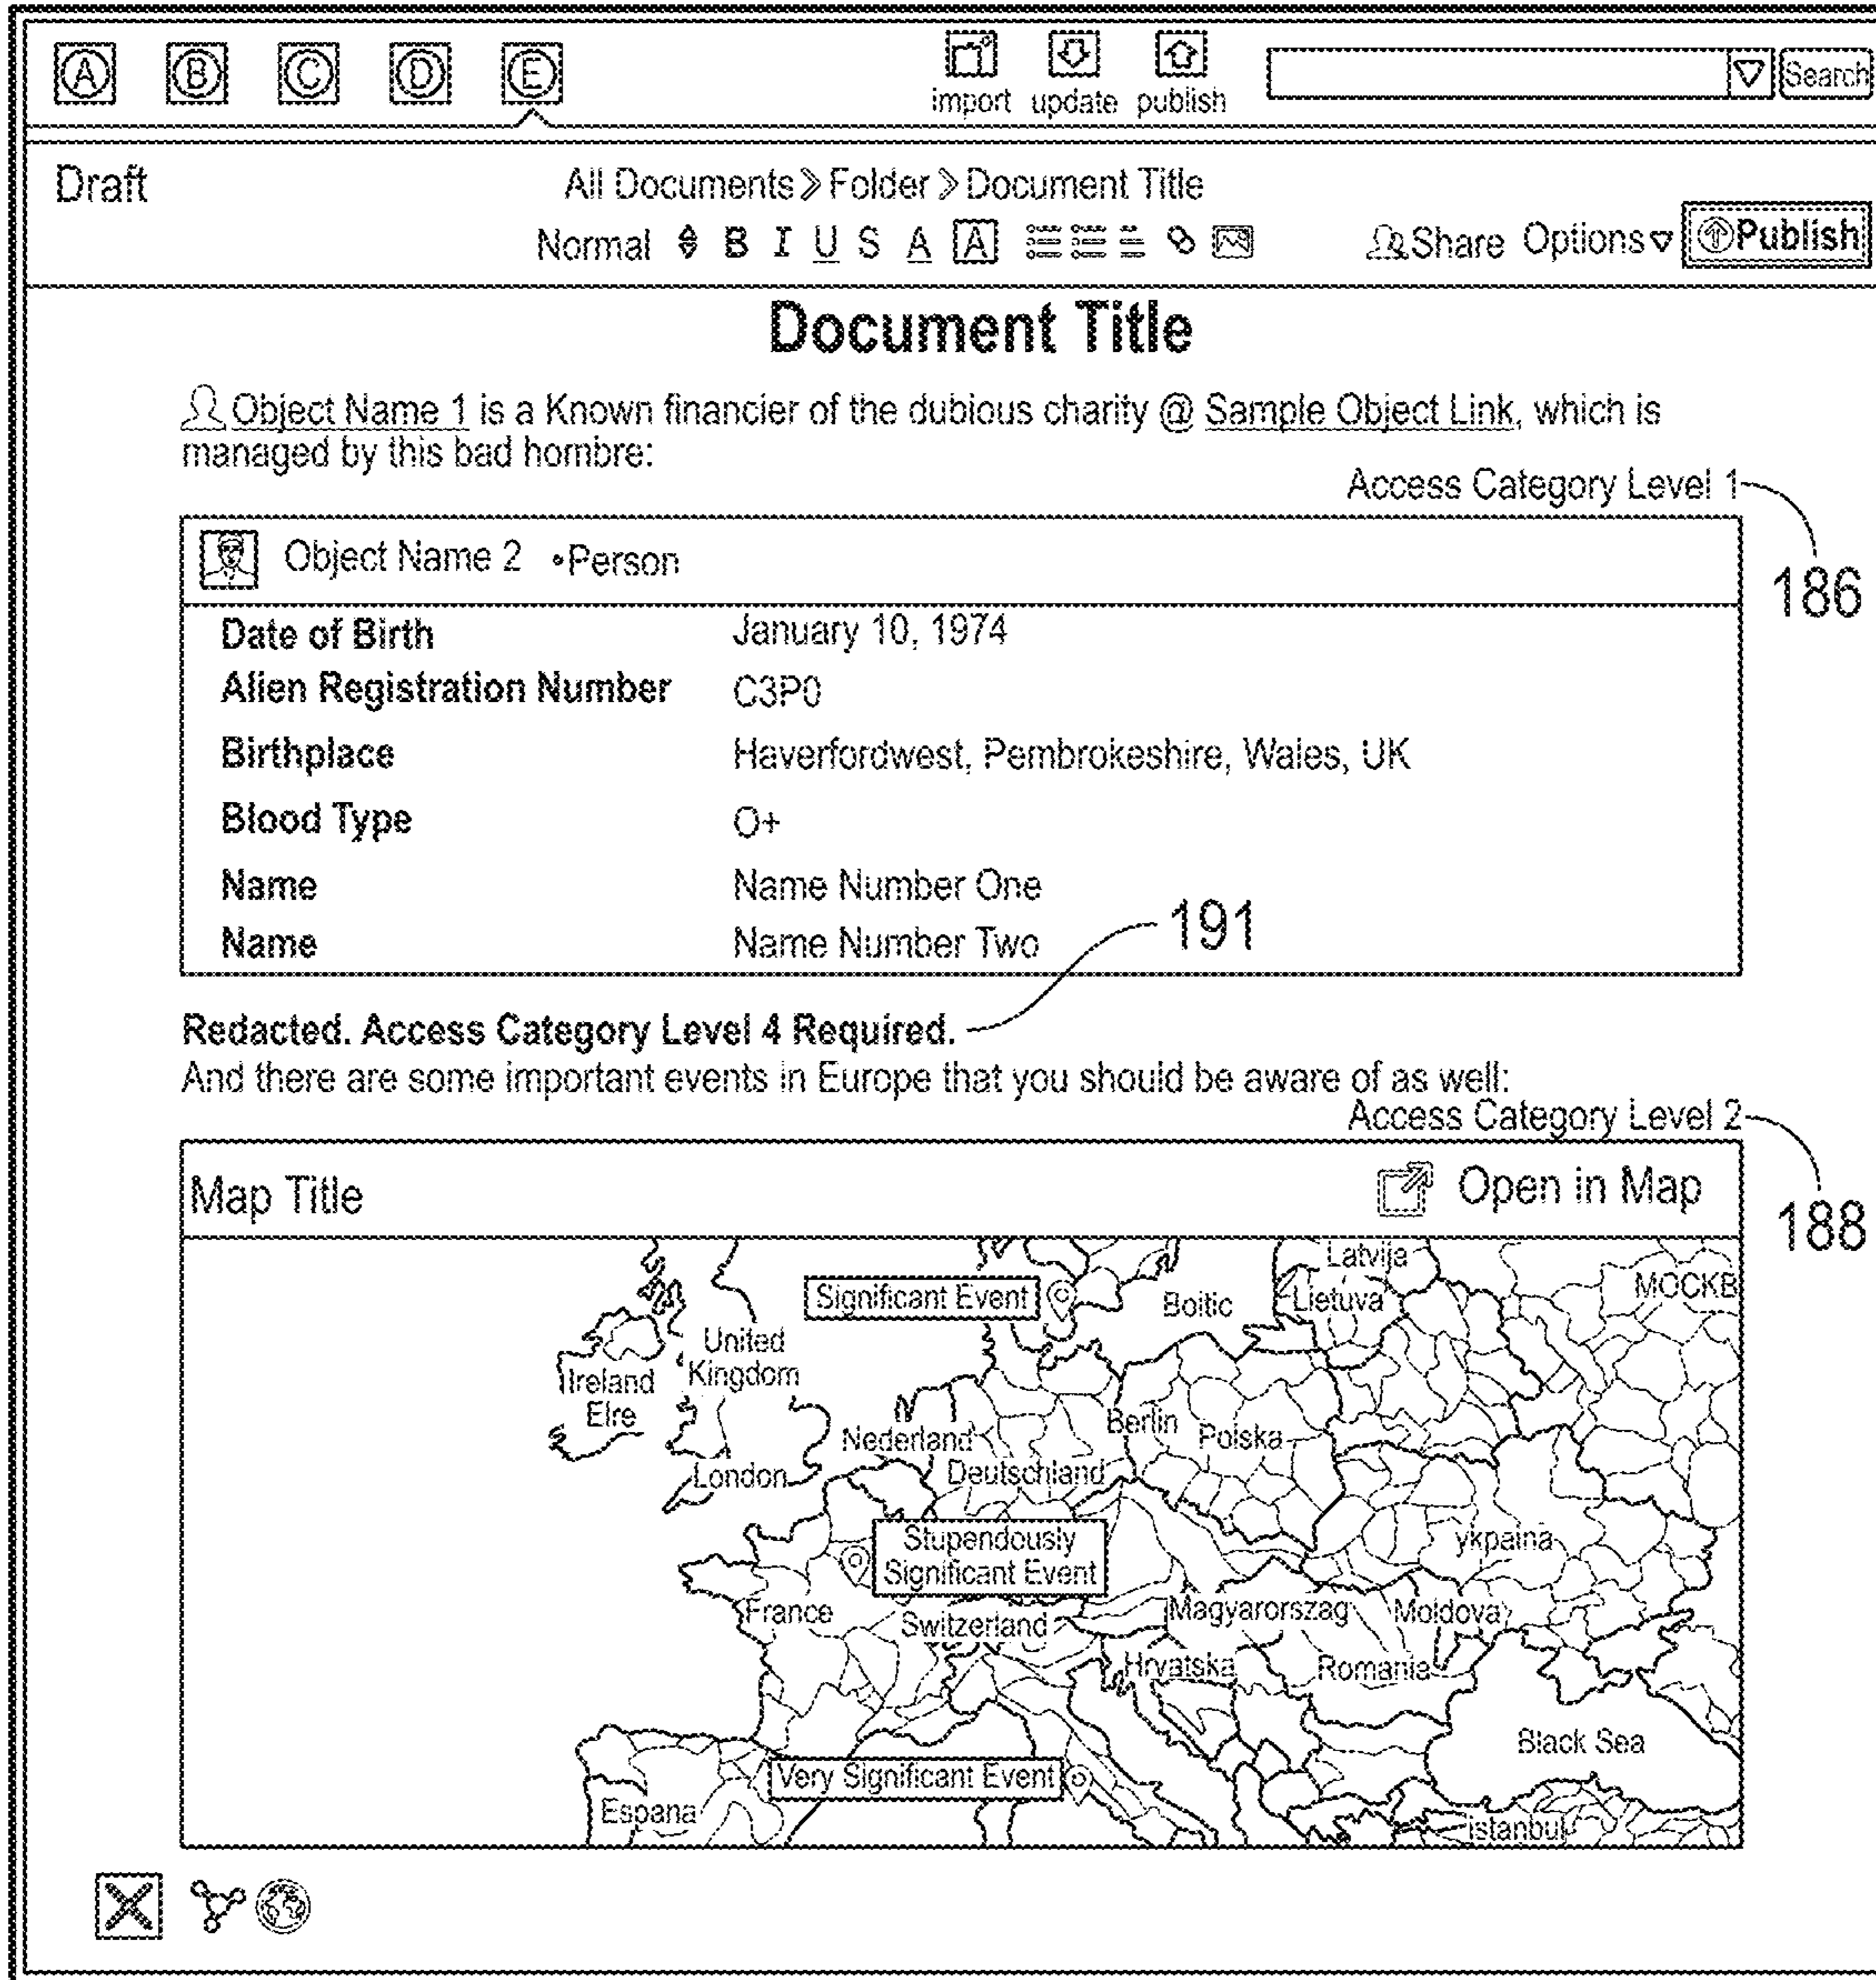 A B C D E
import update publish Search
Draft All Documents > Folder > Document Title
Normal B I U S A A Share Options Publish
Document Title
Object Name 1 is a Known financier of the dubious charity @ Sample Object Link, which is
managed by this bad hombre:
Access Category Level 1
186
Object Name 2 •Person
Date of Birth January 10, 1974
Alien Registration Number C3P0
Birthplace Haverfordwest, Pembrokeshire, Wales, UK
Blood Type O+
Name Name Number One
191
Name Name Number Two
Redacted. Access Category Level 4 Required.
And there are some important events in Europe that you should be aware of as well:
Access Category Level 2
188
Map Title Open in Map
Latvija
Significant Event Boitic Lietuva МОСКВ
United
Kingdom
Ireland
Elre
Nederland Berlin Polska
London Deutschland
Stupendously
Significant Event
укpaina
France Switzerland Magyarorszag Moldova
Hrvatska Romania
Black Sea
Very Significant Event
Espana
Istanbul